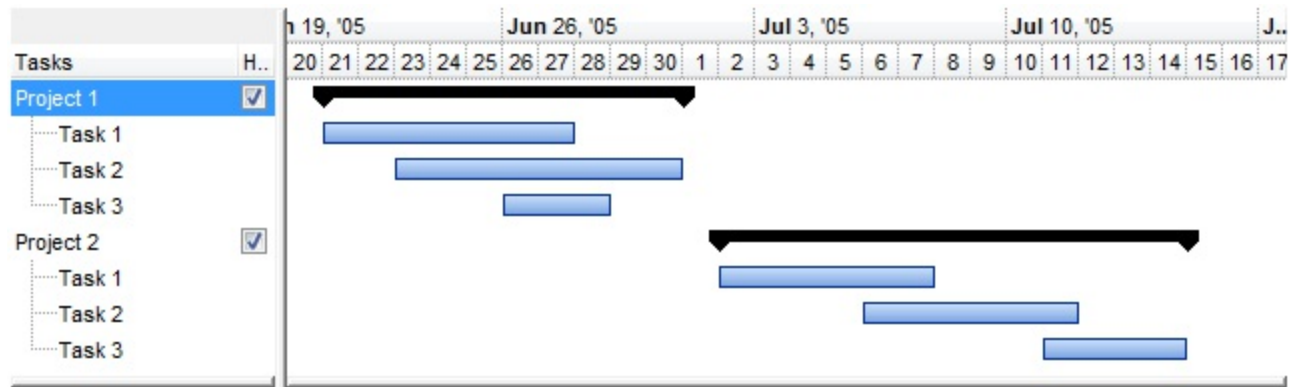 n 19, '05 Jun 26, '05 Jul 3, '05 Jul 10, '05 J..
Tasks H.. 20 21 22 23 24 25 26 27 28 29 30 1 2 3 4 5 6 7 8 9 10 11 12 13 14 15 16 17
Project 1
Task 1
Task 2
Task 3
Project 2
Task 1
Task 2
Task 3